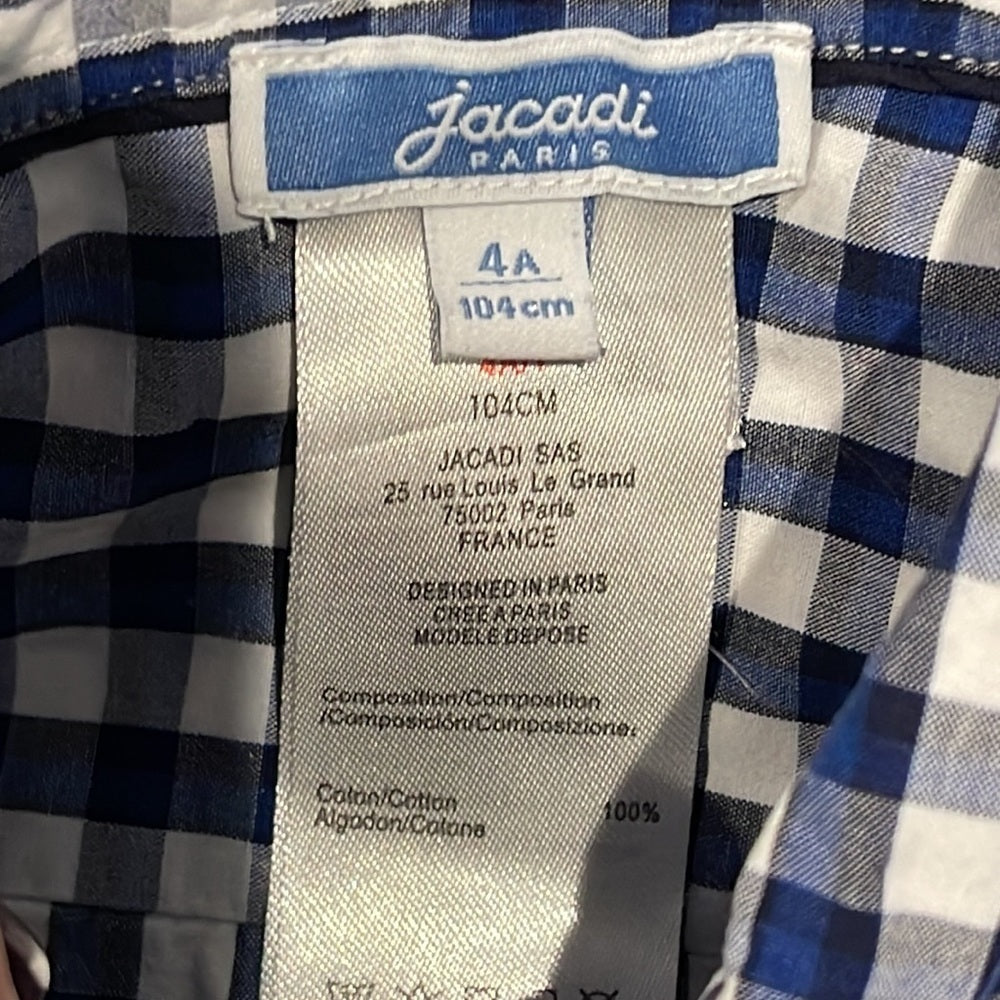 jacadi
PARIS
4A
104cm
104CM
JACADI SAS
25 rue Louis Le Grand
75002 Paris
FRANCE
DESIGNED IN PARIS
CREE A PARIS
MODELE DEPOSE
Composition/Composition
/Composición/Composizione.
Coton/Cotton 100%
Algodon/Cotone